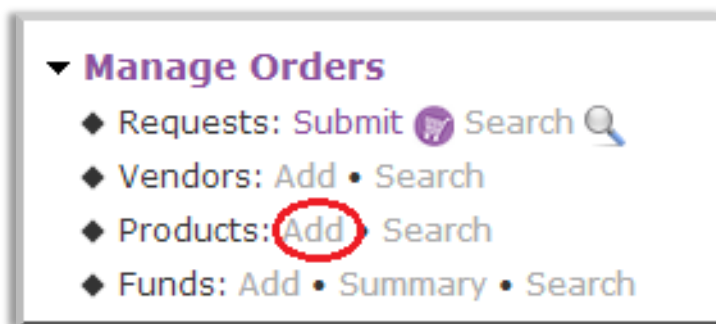 Manage Orders
Requests: Submit Search
Vendors: Add • Search
Products: Add • Search
Funds: Add • Summary • Search